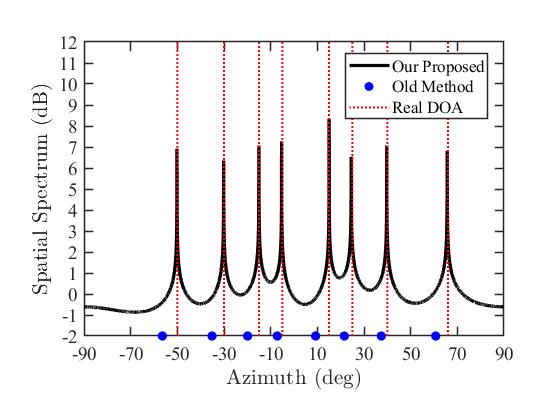 12
11
10
9
8
7
6
5
4
3
2
1
0
-1
-2
Spatial Spectrum (dB)
Our Proposed
Old Method
Real DOA
-90 -70 -50 -30 -10 10 30 50 70 90
Azimuth (deg)